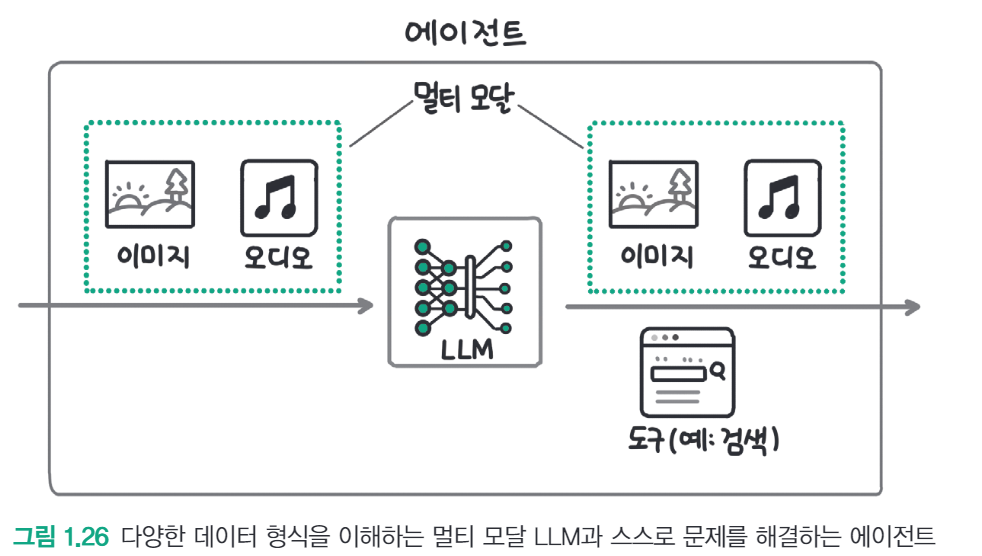 에이전트
멀티 모달
이미지
오디오
이미지
오디오
LLM
도구(예: 검색)
그림 1.26 다양한 데이터 형식을 이해하는 멀티 모달 LLM과 스스로 문제를 해결하는 에이전트